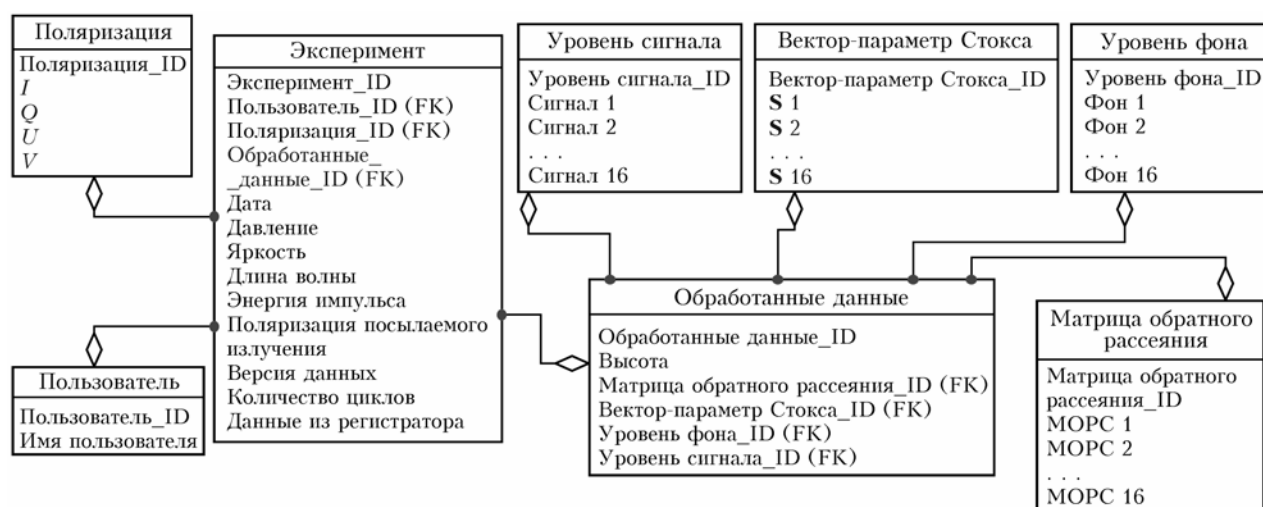 Поляризация
Поляризация_ID
I
Q
U
V
Эксперимент
Эксперимент_ID
Пользователь_ID (FK)
Поляризация_ID (FK)
Обработанные_
_данные_ID (FK)
Дата
Давление
Яркость
Длина волны
Энергия импульса
Поляризация посылаемого
излучения
Версия данных
Количество циклов
Данные из регистратора
Пользователь
Пользователь_ID
Имя пользователя
Уровень сигнала
Уровень сигнала_ID
Сигнал 1
Сигнал 2
. . .
Сигнал 16
Вектор-параметр Стокса
Вектор-параметр Стокса_ID
S 1
S 2
. . .
S 16
Уровень фона
Уровень фона_ID
Фон 1
Фон 2
. . .
Фон 16
Обработанные данные
Обработанные данные_ID
Высота
Матрица обратного рассеяния_ID (FK)
Вектор-параметр Стокса_ID (FK)
Уровень фона_ID (FK)
Уровень сигнала_ID (FK)
Матрица обратного
рассеяния
Матрица обратного
рассеяния_ID
МОРС 1
МОРС 2
. . .
МОРС 16